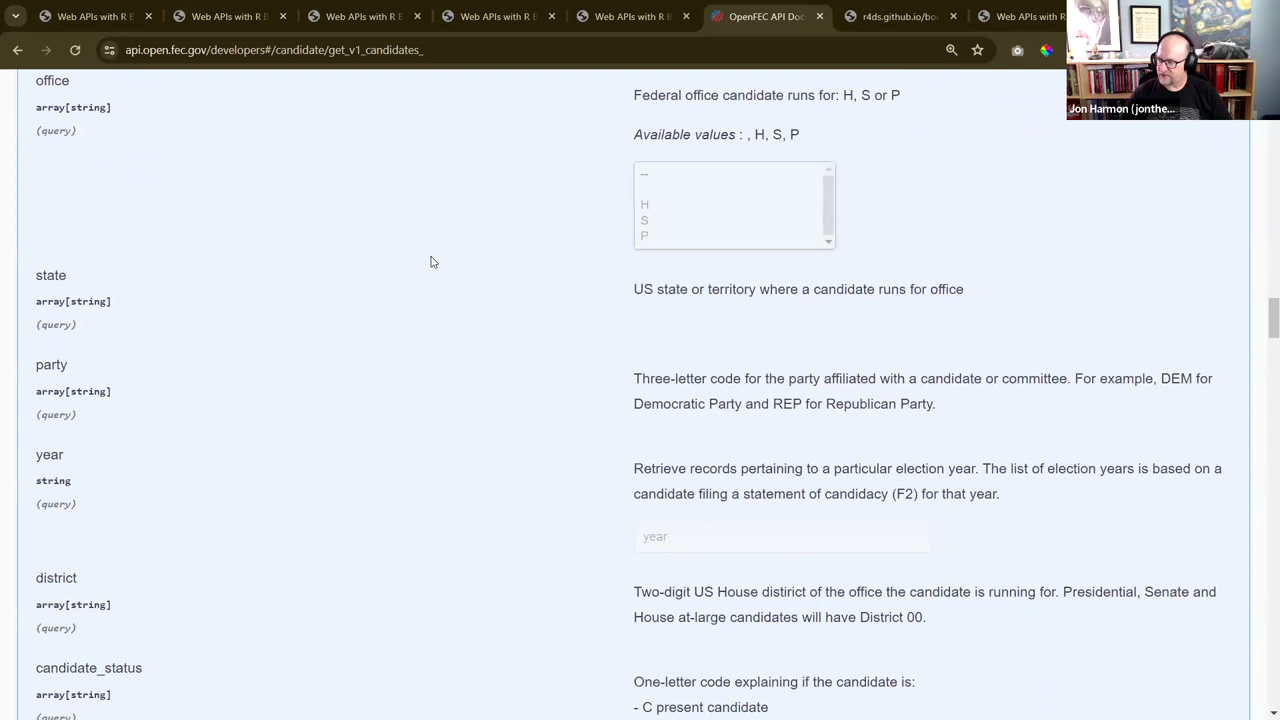 Web APIs with R E
Web APIs with R E
Web APIs with R E
Web APIs with R E
Web APIs with R E
OpenFEC API Doc
r4ds.github.io/bo
Web APIs with R
api.open.fec.gov/developers#/candidate/get_v1_candidates_
Jon Harmon (jonthe...
office
array[string]
(query)
Federal office candidate runs for: H, S or P
Available values : , H, S, P
--
H
S
P
state
array[string]
(query)
US state or territory where a candidate runs for office
party
array[string]
(query)
Three-letter code for the party affiliated with a candidate or committee. For example, DEM for
Democratic Party and REP for Republican Party.
year
string
(query)
Retrieve records pertaining to a particular election year. The list of election years is based on a
candidate filing a statement of candidacy (F2) for that year.
year
district
array[string]
(query)
Two-digit US House distirict of the office the candidate is running for. Presidential, Senate and
House at-large candidates will have District 00.
candidate_status
array[string]
(query)
One-letter code explaining if the candidate is:
- C present candidate